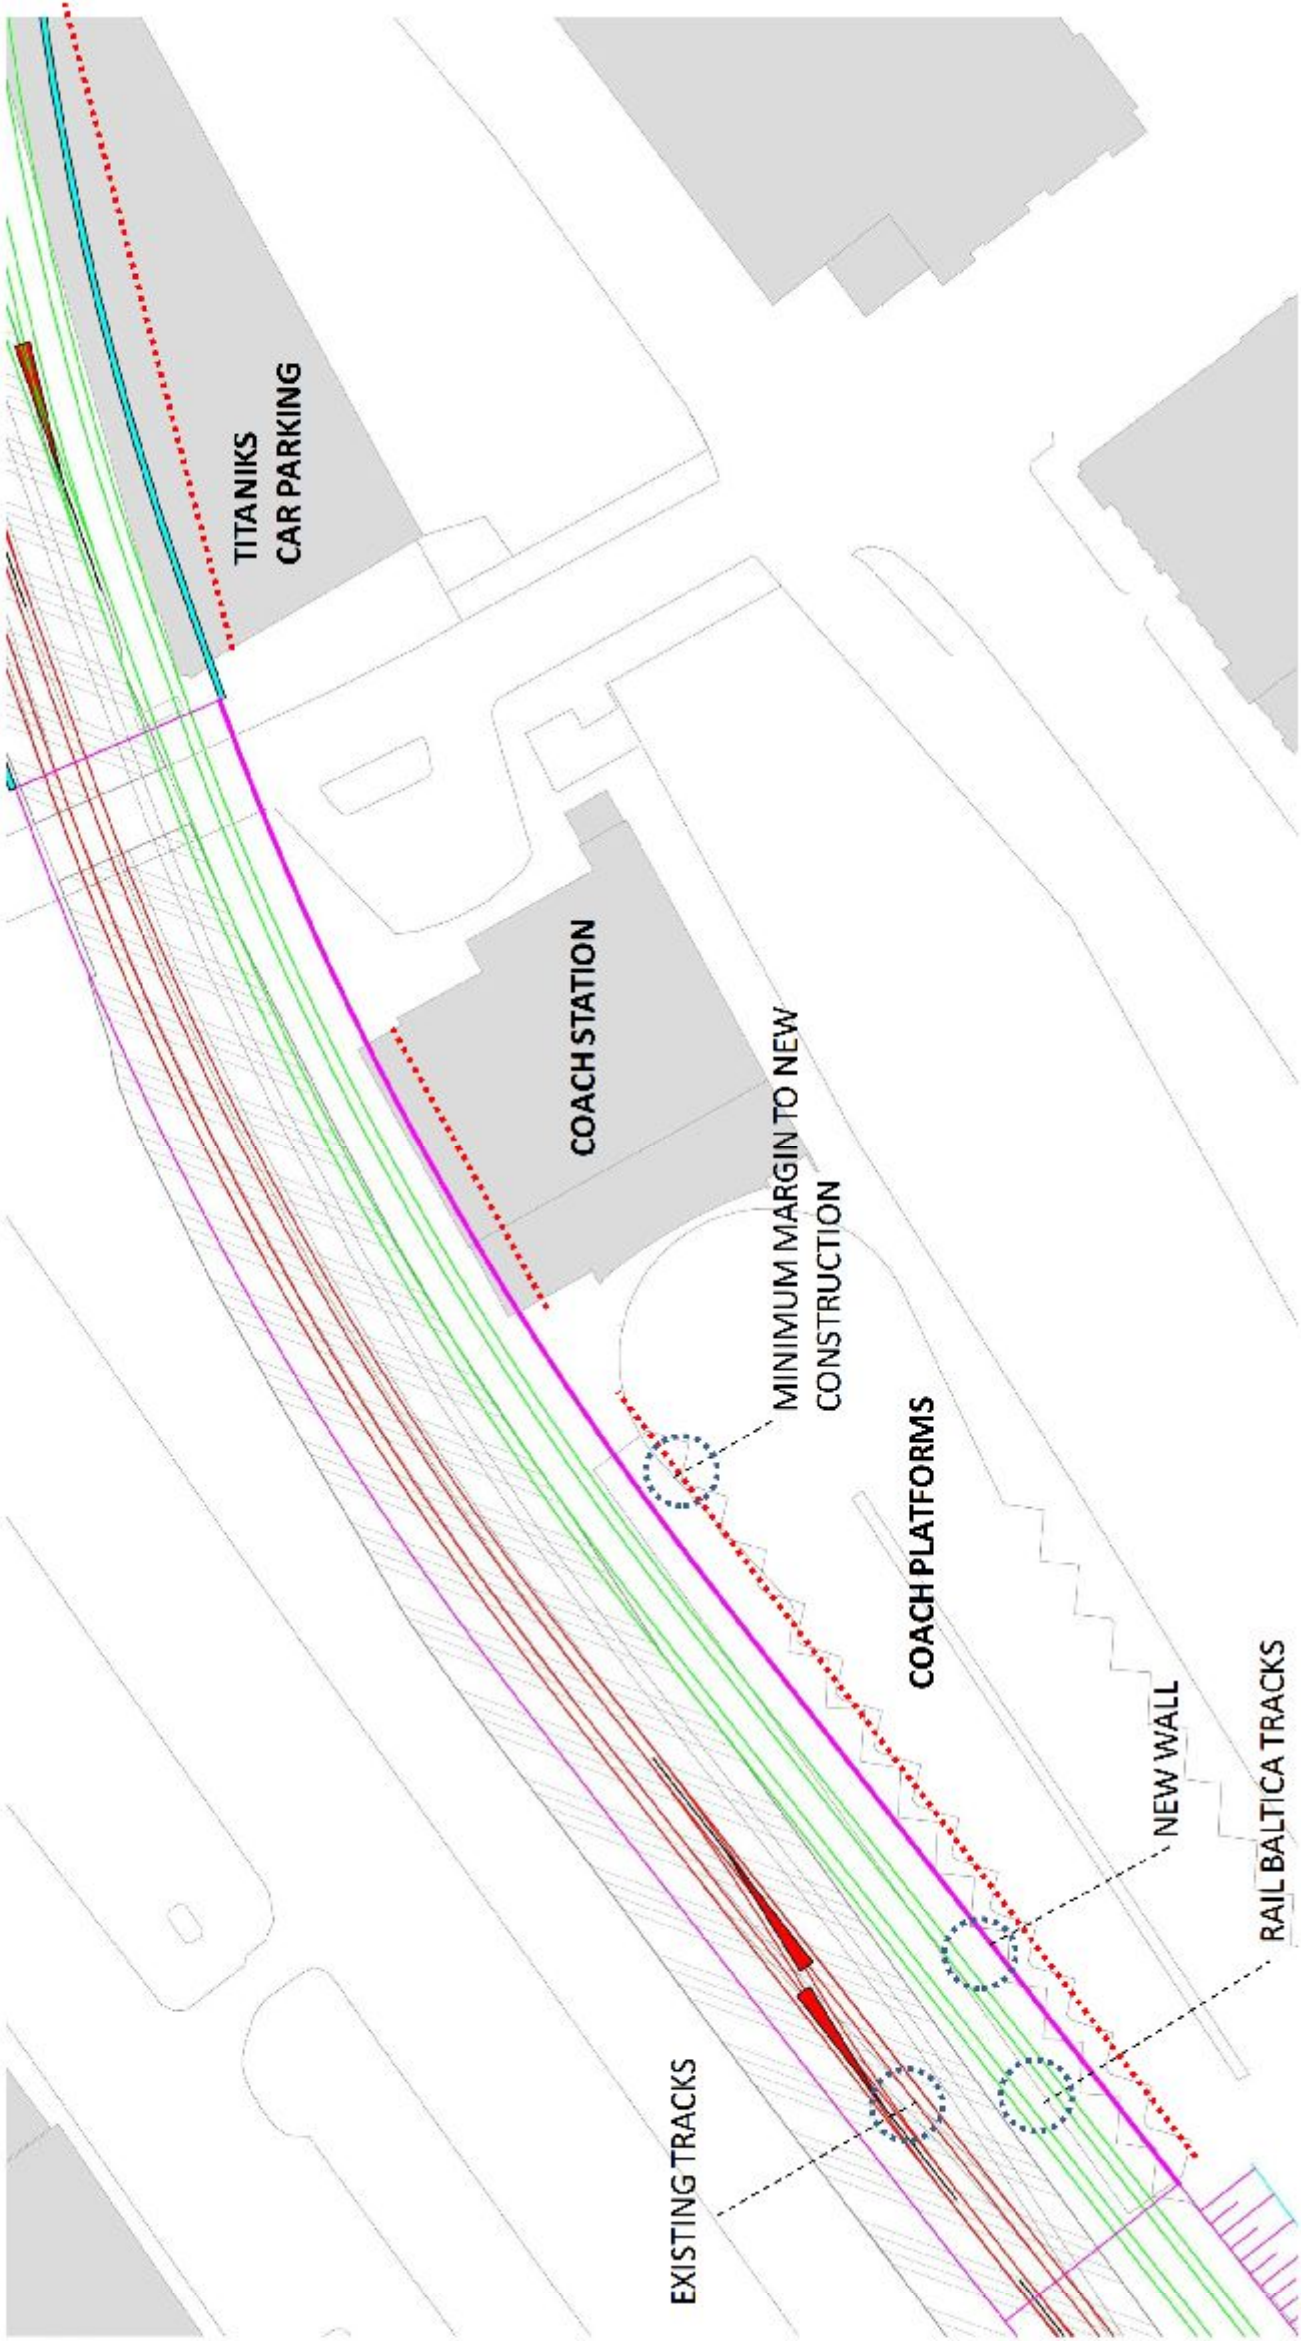 TITANIKS
CAR PARKING
COACH STATION
MINIMUM MARGIN TO NEW
CONSTRUCTION
COACH PLATFORMS
NEW WALL
RAIL BALTICA TRACKS
EXISTING TRACKS